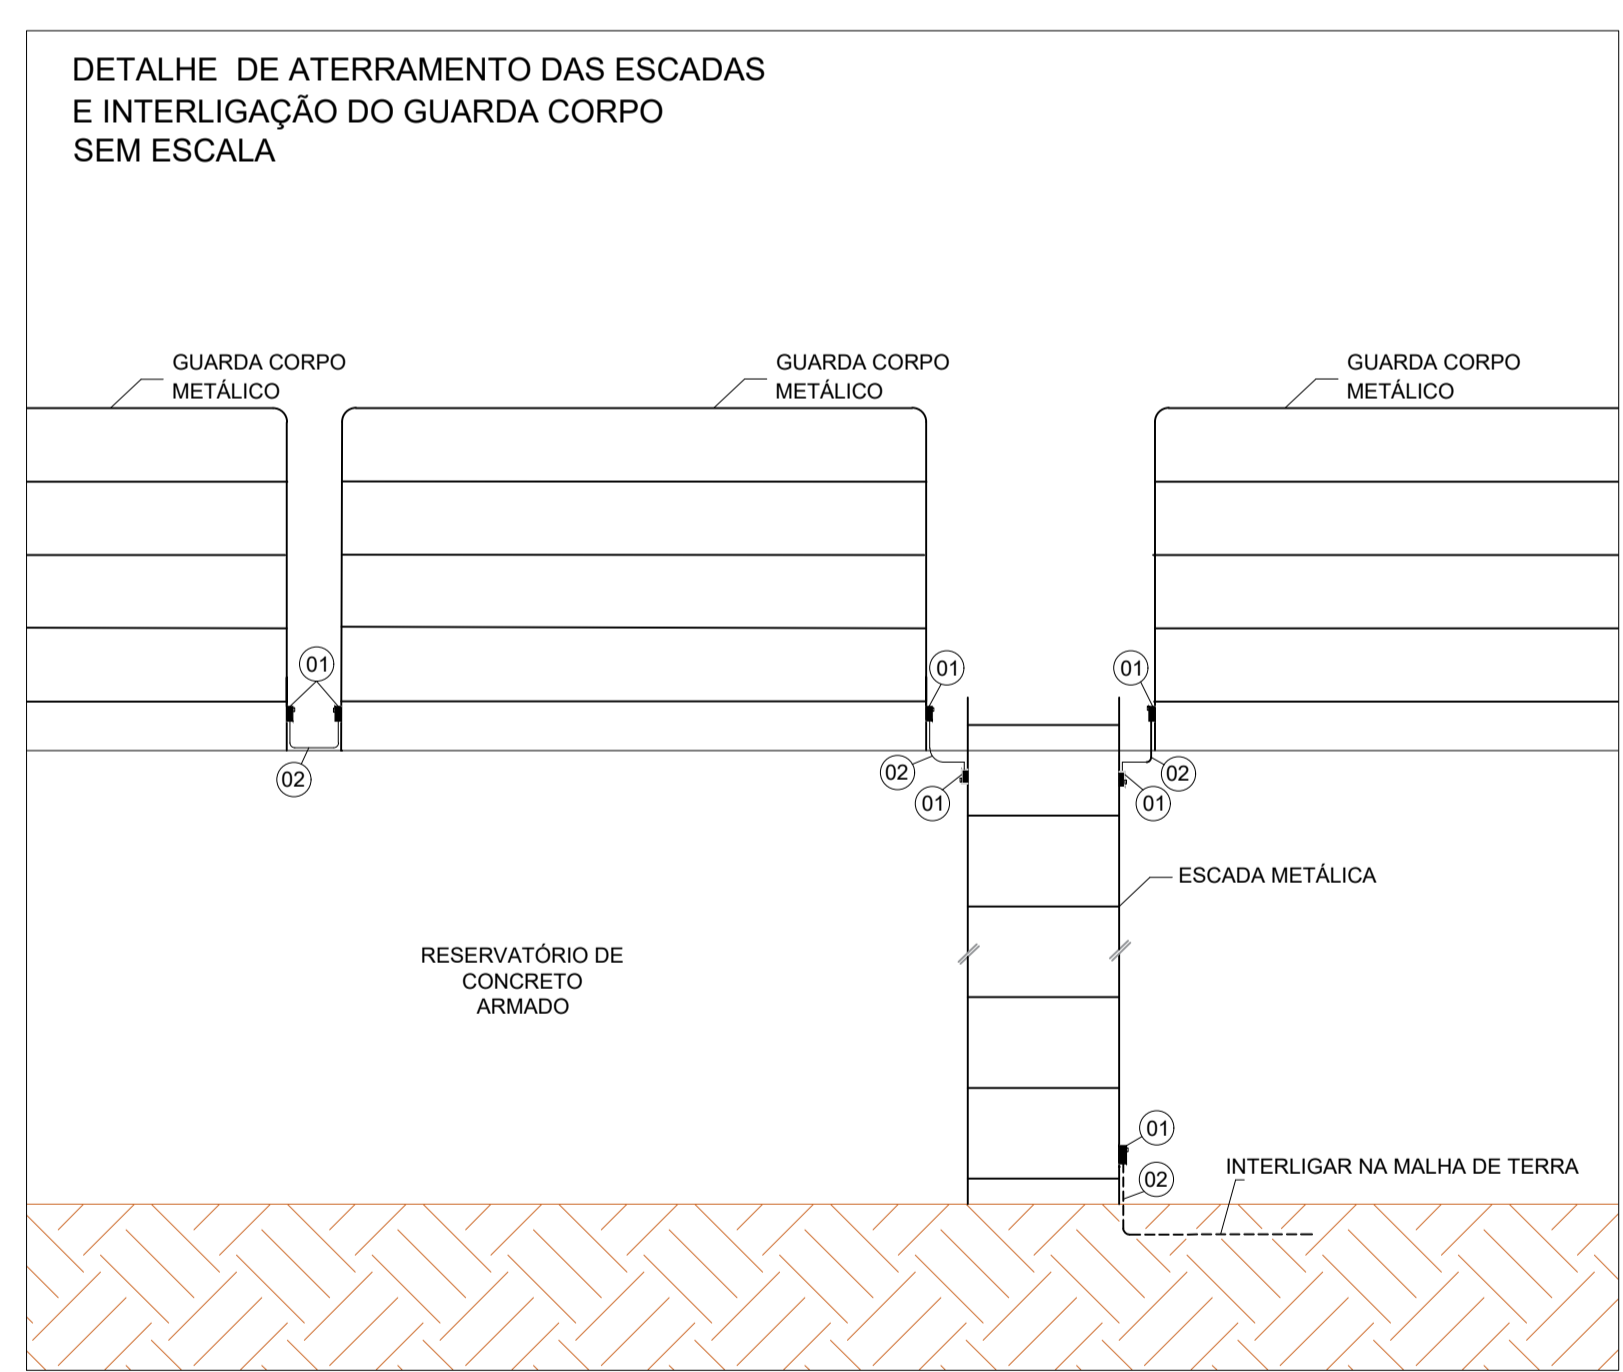 DETALHE DE ATERRAMENTO DAS ESCADAS
E INTERLIGAÇÃO DO GUARDA CORPO
SEM ESCALA
GUARDA CORPO
METÁLICO
GUARDA CORPO
METÁLICO
GUARDA CORPO
METÁLICO
01
01
01
02
02
02
01
01
ESCADA METÁLICA
RESERVATÓRIO DE
CONCRETO
ARMADO
01
INTERLIGAR NA MALHA DE TERRA
02